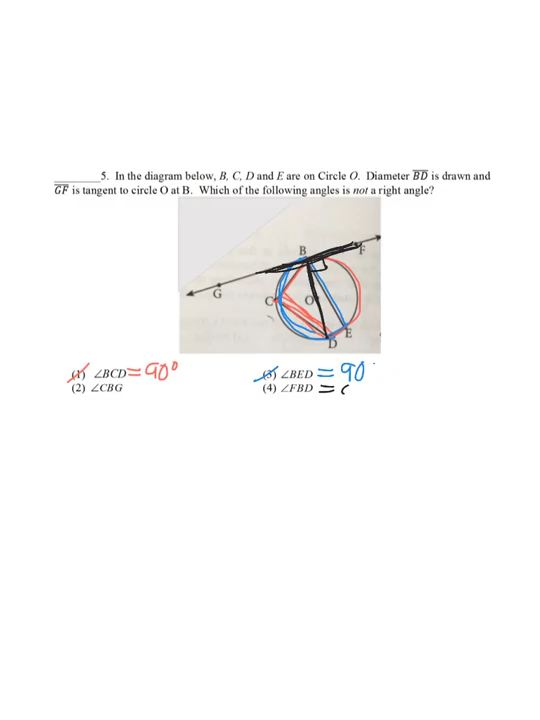 ________5. In the diagram below, B, C, D and E are on Circle O. Diameter BD is drawn and
GF is tangent to circle O at B. Which of the following angles is not a right angle?
B
F
G
C
O
E
D
(1) ∠BCD = 90°
(3) ∠BED = 90
(2) ∠CBG
(4) ∠FBD =